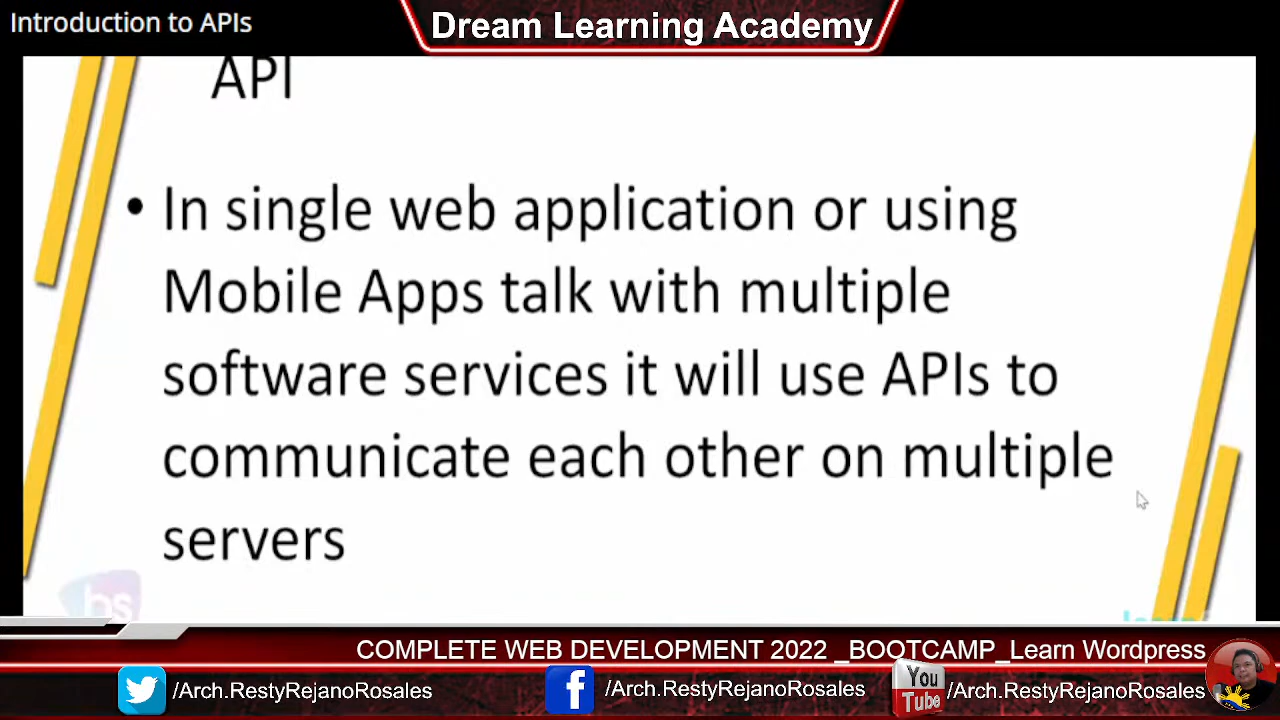 Introduction to APIs
Dream Learning Academy
API
• In single web application or using
Mobile Apps talk with multiple
software services it will use APIs to
communicate each other on multiple
servers
bs
COMPLETE WEB DEVELOPMENT 2022 _BOOTCAMP_Learn Wordpress
/Arch.RestyRejanoRosales
/Arch.RestyRejanoRosales
You
Tube
/Arch.RestyRejanoRosales